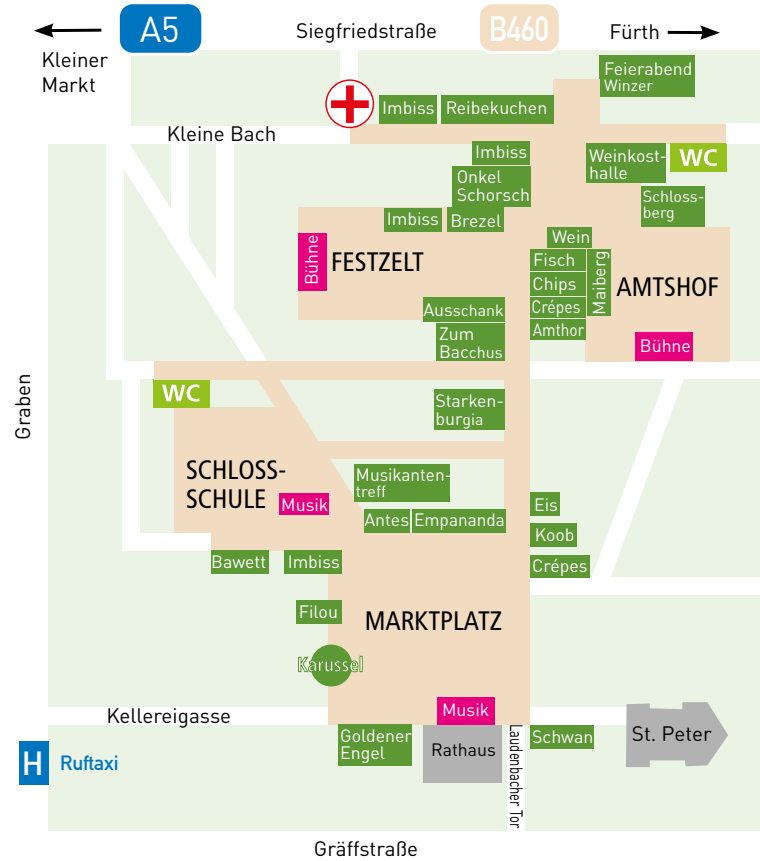 A5
Siegfriedstraße
B460
Fürth
Kleiner
Markt
Feierabend
Winzer
Imbiss
Reibekuchen
Kleine Bach
Imbiss
Weinkost-
halle
WC
Onkel
Schorsch
Schloss-
berg
Imbiss
Brezel
Wein
Bühne
FESTZELT
Fisch
Maiberg
AMTSHOF
Chips
Ausschank
Crépes
Zum
Bacchus
Amthor
Bühne
WC
Graben
Starken-
burgia
SCHLOSS-
SCHULE
Musikanten-
treff
Musik
Eis
Antes
Empananda
Koob
Bawett
Imbiss
Crépes
Filou
MARKTPLATZ
Karussel
Kellereigasse
Musik
Goldener
Engel
Rathaus
Laudenbacher Tor
Schwan
St. Peter
H
Ruftaxi
Gräffstraße